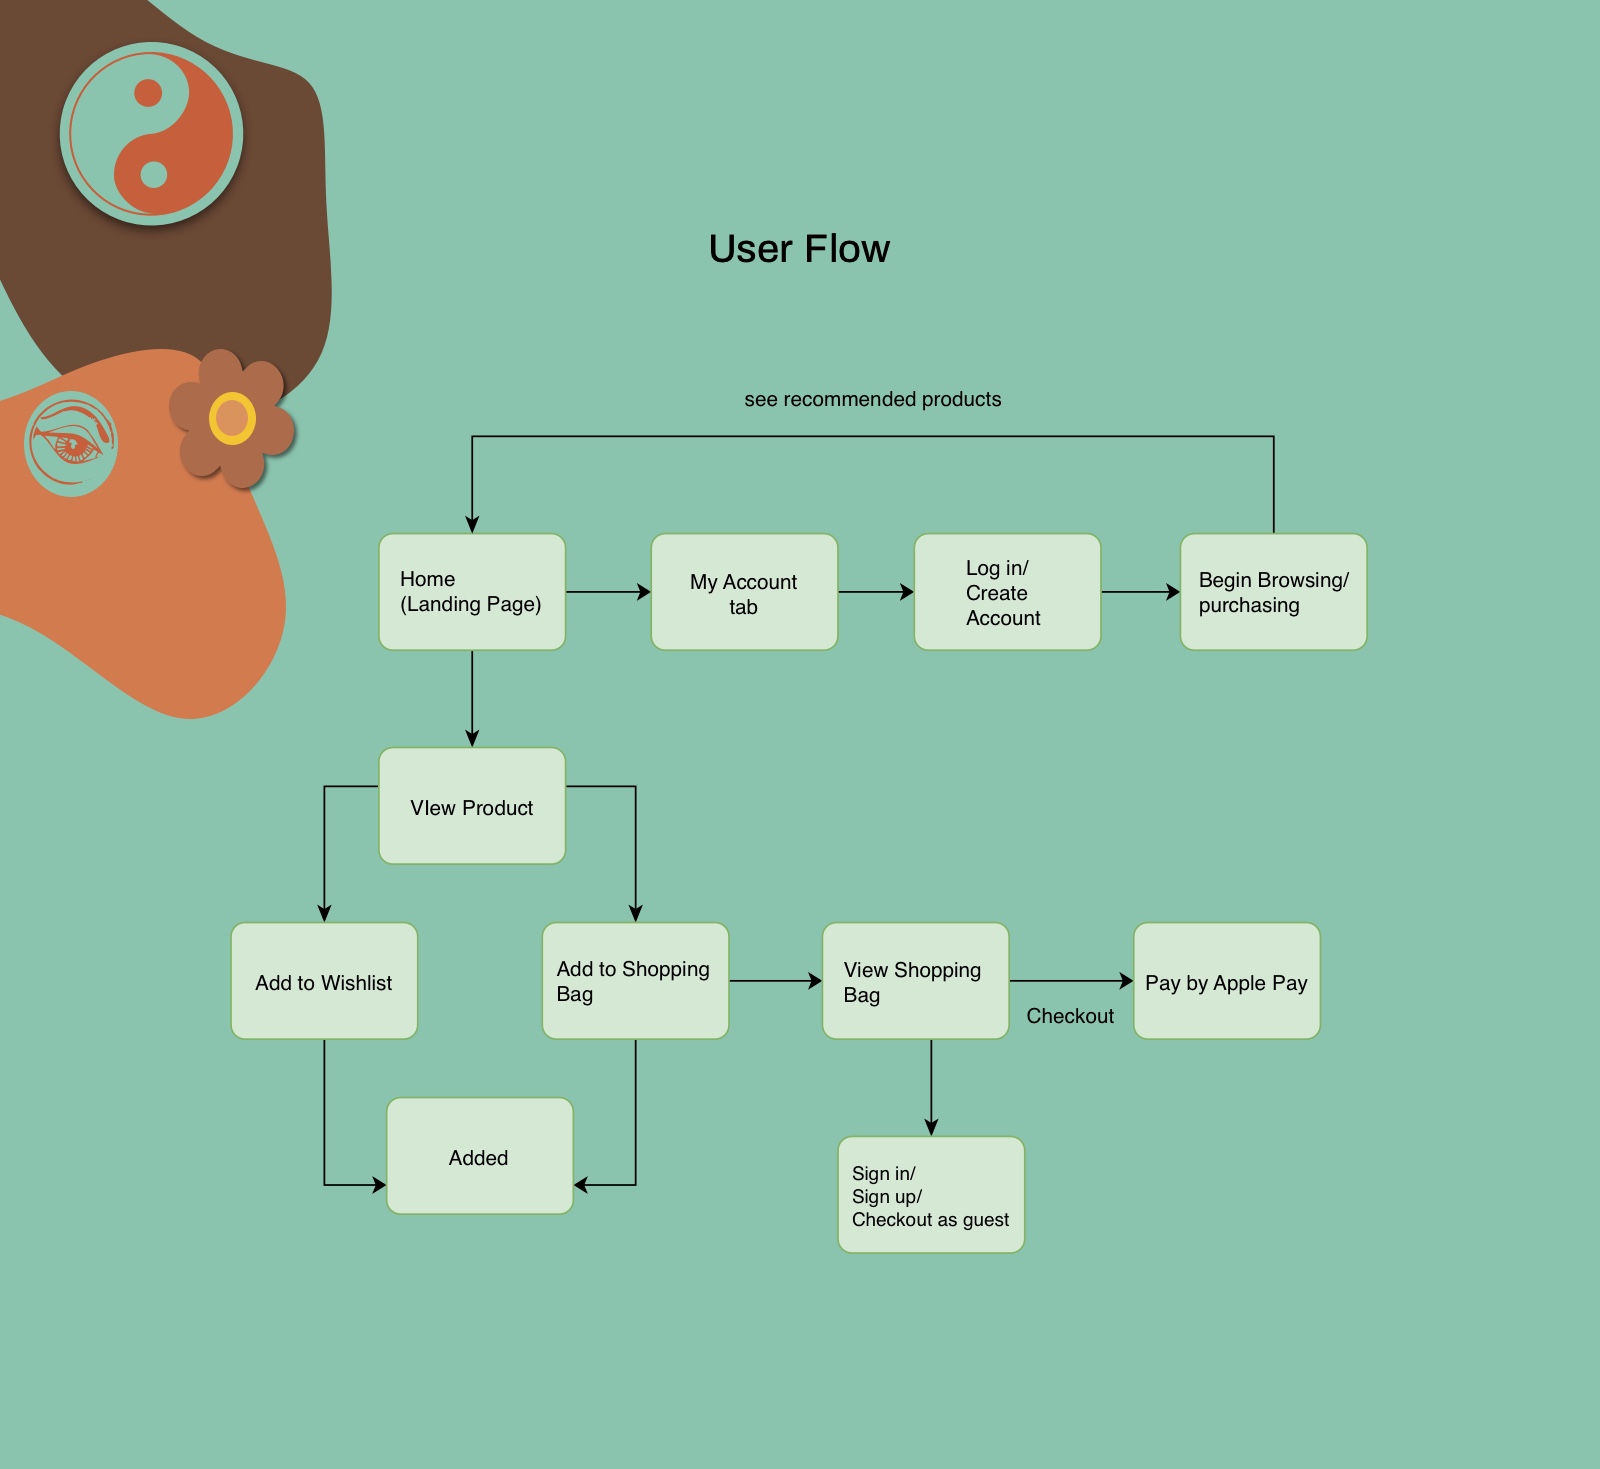 User Flow
see recommended products
Home
(Landing Page)
My Account
tab
Log in/
Create
Account
Begin Browsing/
purchasing
VIew Product
Add to Wishlist
Add to Shopping
Bag
View Shopping
Bag
Checkout
Pay by Apple Pay
Added
Sign in/
Sign up/
Checkout as guest